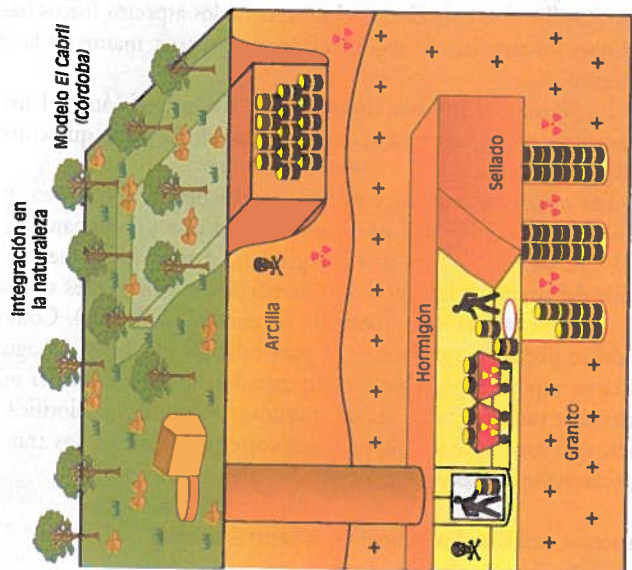 Integración en
la naturaleza
Modelo El Cabril
(Córdoba)
Arcilla
Hormigón
Sellado
Granito